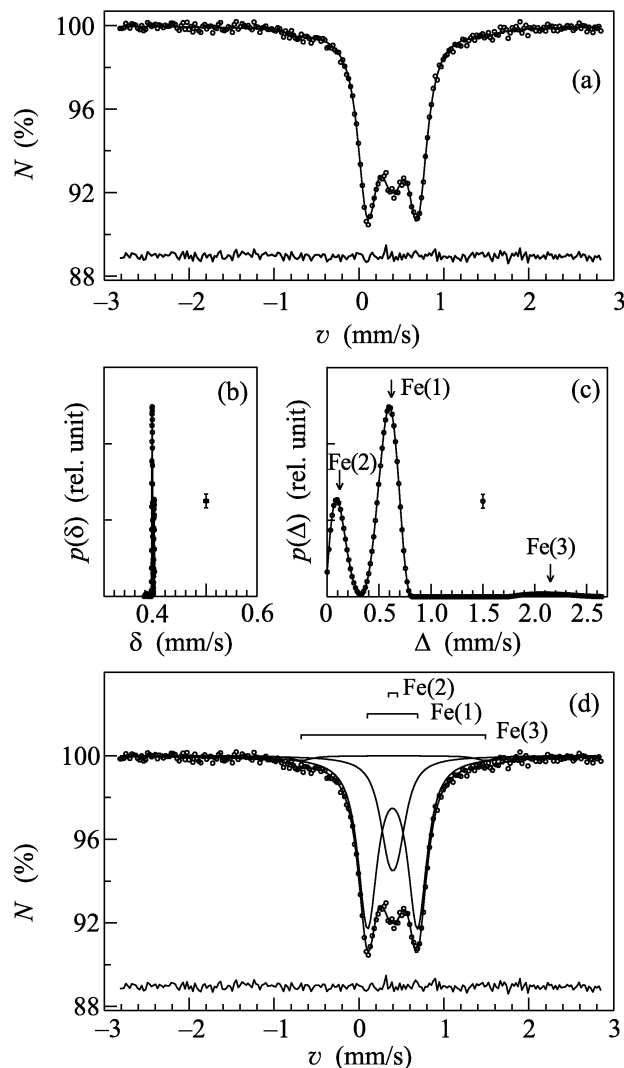 100
98
96
92
88
N (%)
(a)
−3 −2 −1 0 1 2 3
v (mm/s)
p(δ) (rel. unit)
(b)
0.4 0.6
δ (mm/s)
p(Δ) (rel. unit)
(c)
Fe(1)
Fe(2)
Fe(3)
0 0.5 1.0 1.5 2.0 2.5
Δ (mm/s)
(d)
Fe(2)
Fe(1)
Fe(3)
100
96
92
88
N (%)
−3 −2 −1 0 1 2 3
v (mm/s)